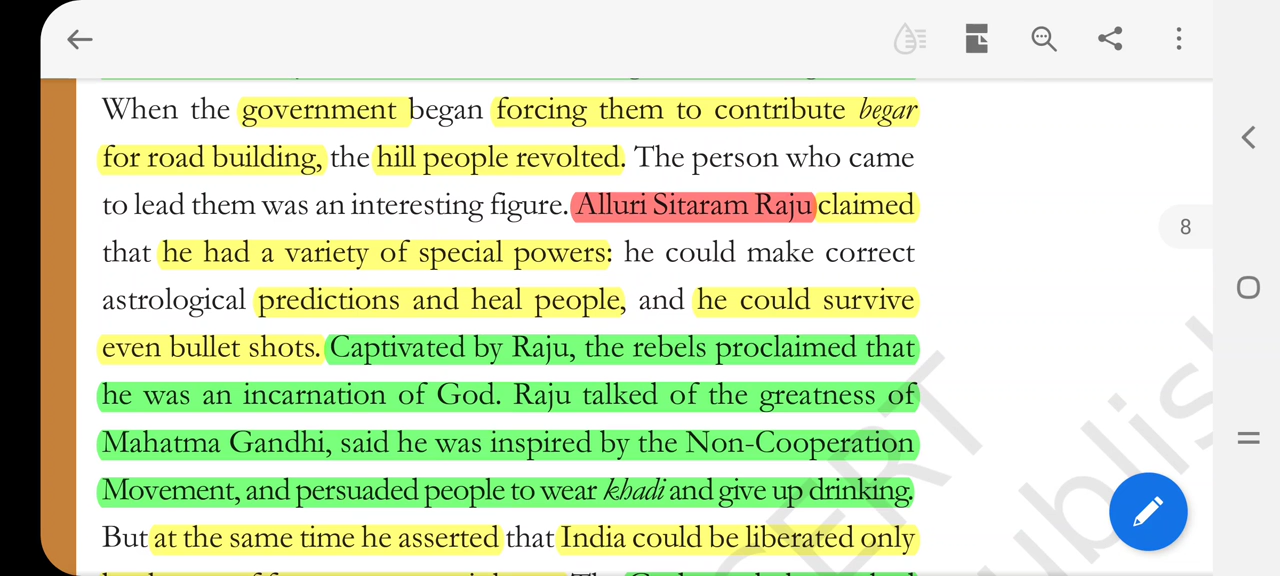 When the government began forcing them to contribute begar
for road building, the hill people revolted. The person who came
to lead them was an interesting figure. Alluri Sitaram Raju claimed
that he had a variety of special powers: he could make correct
astrological predictions and heal people, and he could survive
even bullet shots. Captivated by Raju, the rebels proclaimed that
he was an incarnation of God. Raju talked of the greatness of
Mahatma Gandhi, said he was inspired by the Non-Cooperation
Movement, and persuaded people to wear khadi and give up drinking.
But at the same time he asserted that India could be liberated only
8